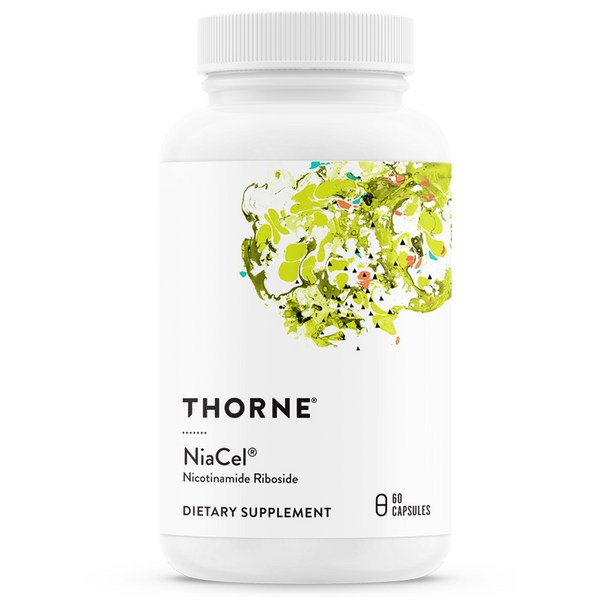 THORNE®
NiaCel®
Nicotinamide Riboside
DIETARY SUPPLEMENT
60
CAPSULES